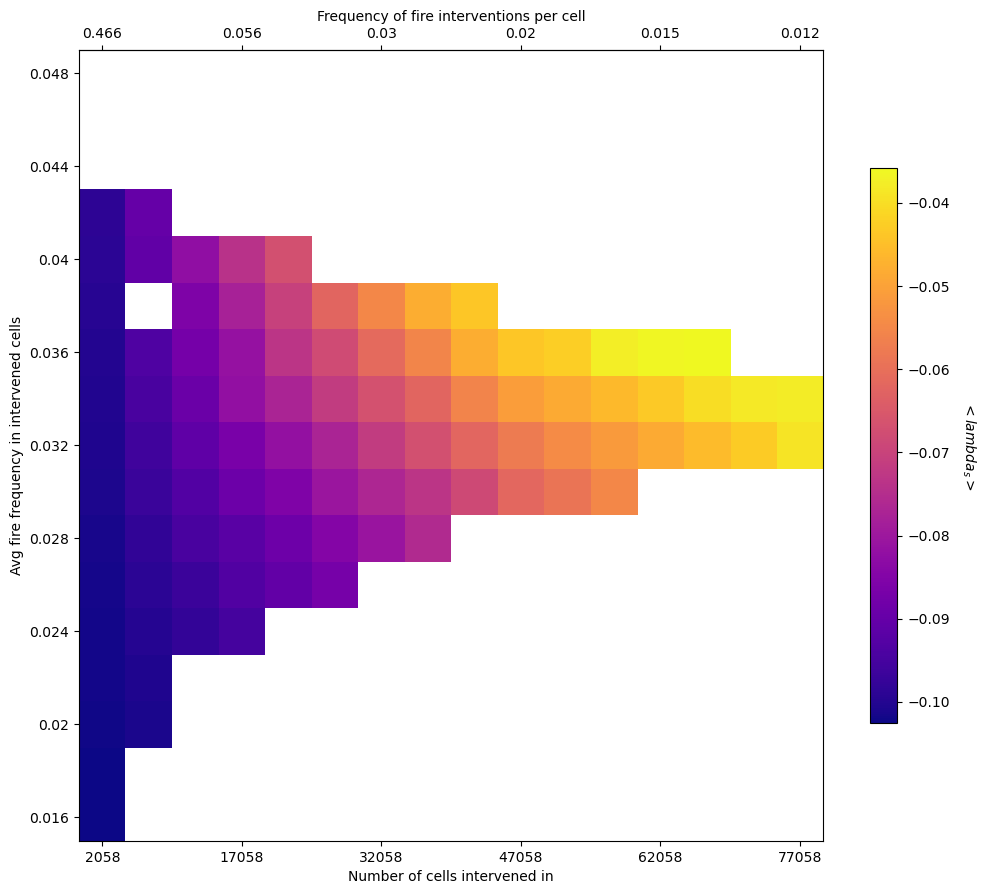 Frequency of fire interventions per cell
0.466 0.056 0.03 0.02 0.015 0.012
Avg fire frequency in intervened cells
0.048
0.044
0.04
0.036
0.032
0.028
0.024
0.02
0.016
2058 17058 32058 47058 62058 77058
Number of cells intervened in
−0.04
−0.05
−0.06
−0.07
−0.08
−0.09
−0.10
<lambda_s>